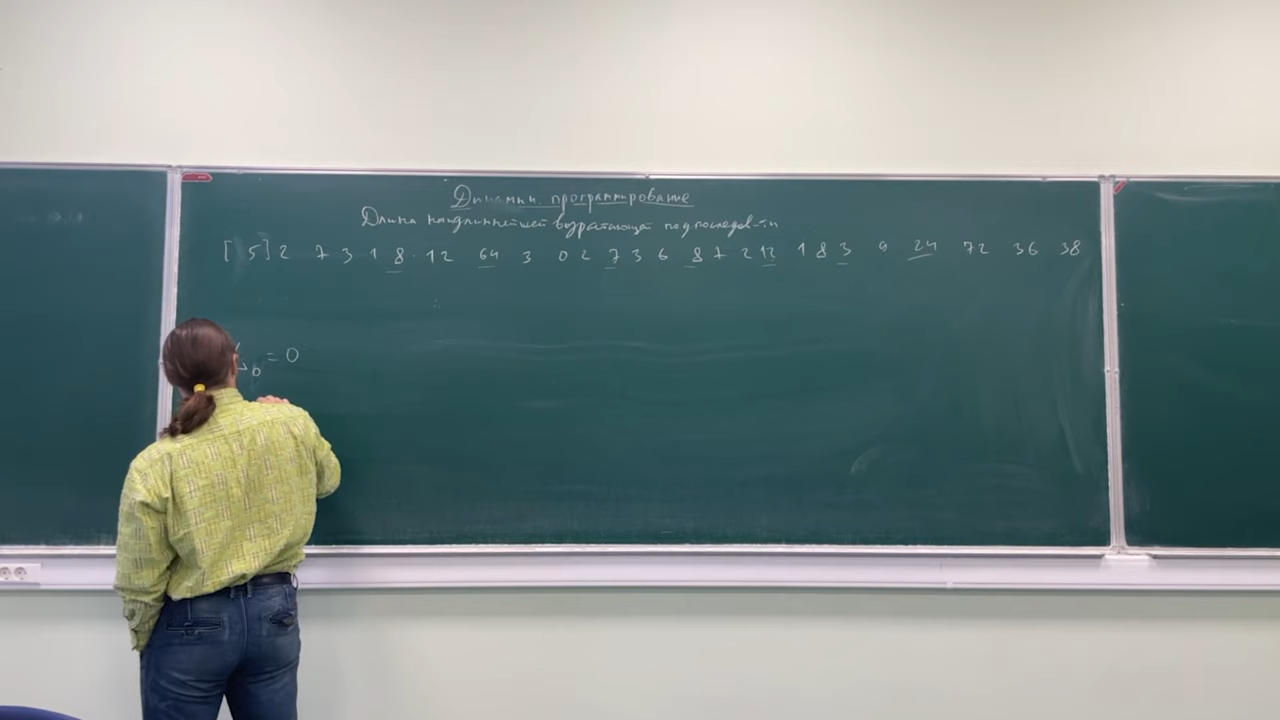 Динамич. программирование
Длина наидлиннейшей возрастающ. подпоследов-ти
[ 5] 2 7 3 1 8 12 64 3 0 2 7 3 6 8 7 2 12 1 8 3 9 24 72 36 38
= 0